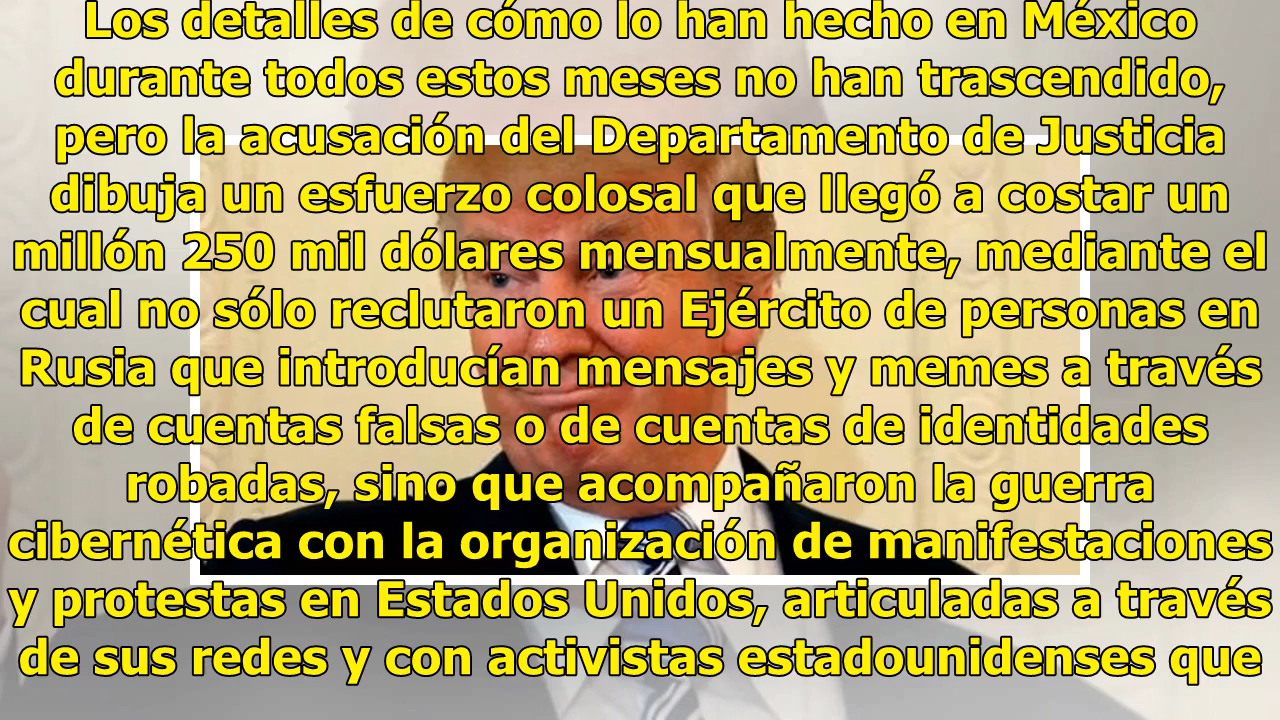 Los detalles de cómo lo han hecho en México
durante todos estos meses no han trascendido,
pero la acusación del Departamento de Justicia
dibuja un esfuerzo colosal que llegó a costar un
millón 250 mil dólares mensualmente, mediante el
cual no sólo reclutaron un Ejército de personas en
Rusia que introducían mensajes y memes a través
de cuentas falsas o de cuentas de identidades
robadas, sino que acompañaron la guerra
cibernética con la organización de manifestaciones
y protestas en Estados Unidos, articuladas a través
de sus redes y con activistas estadounidenses que